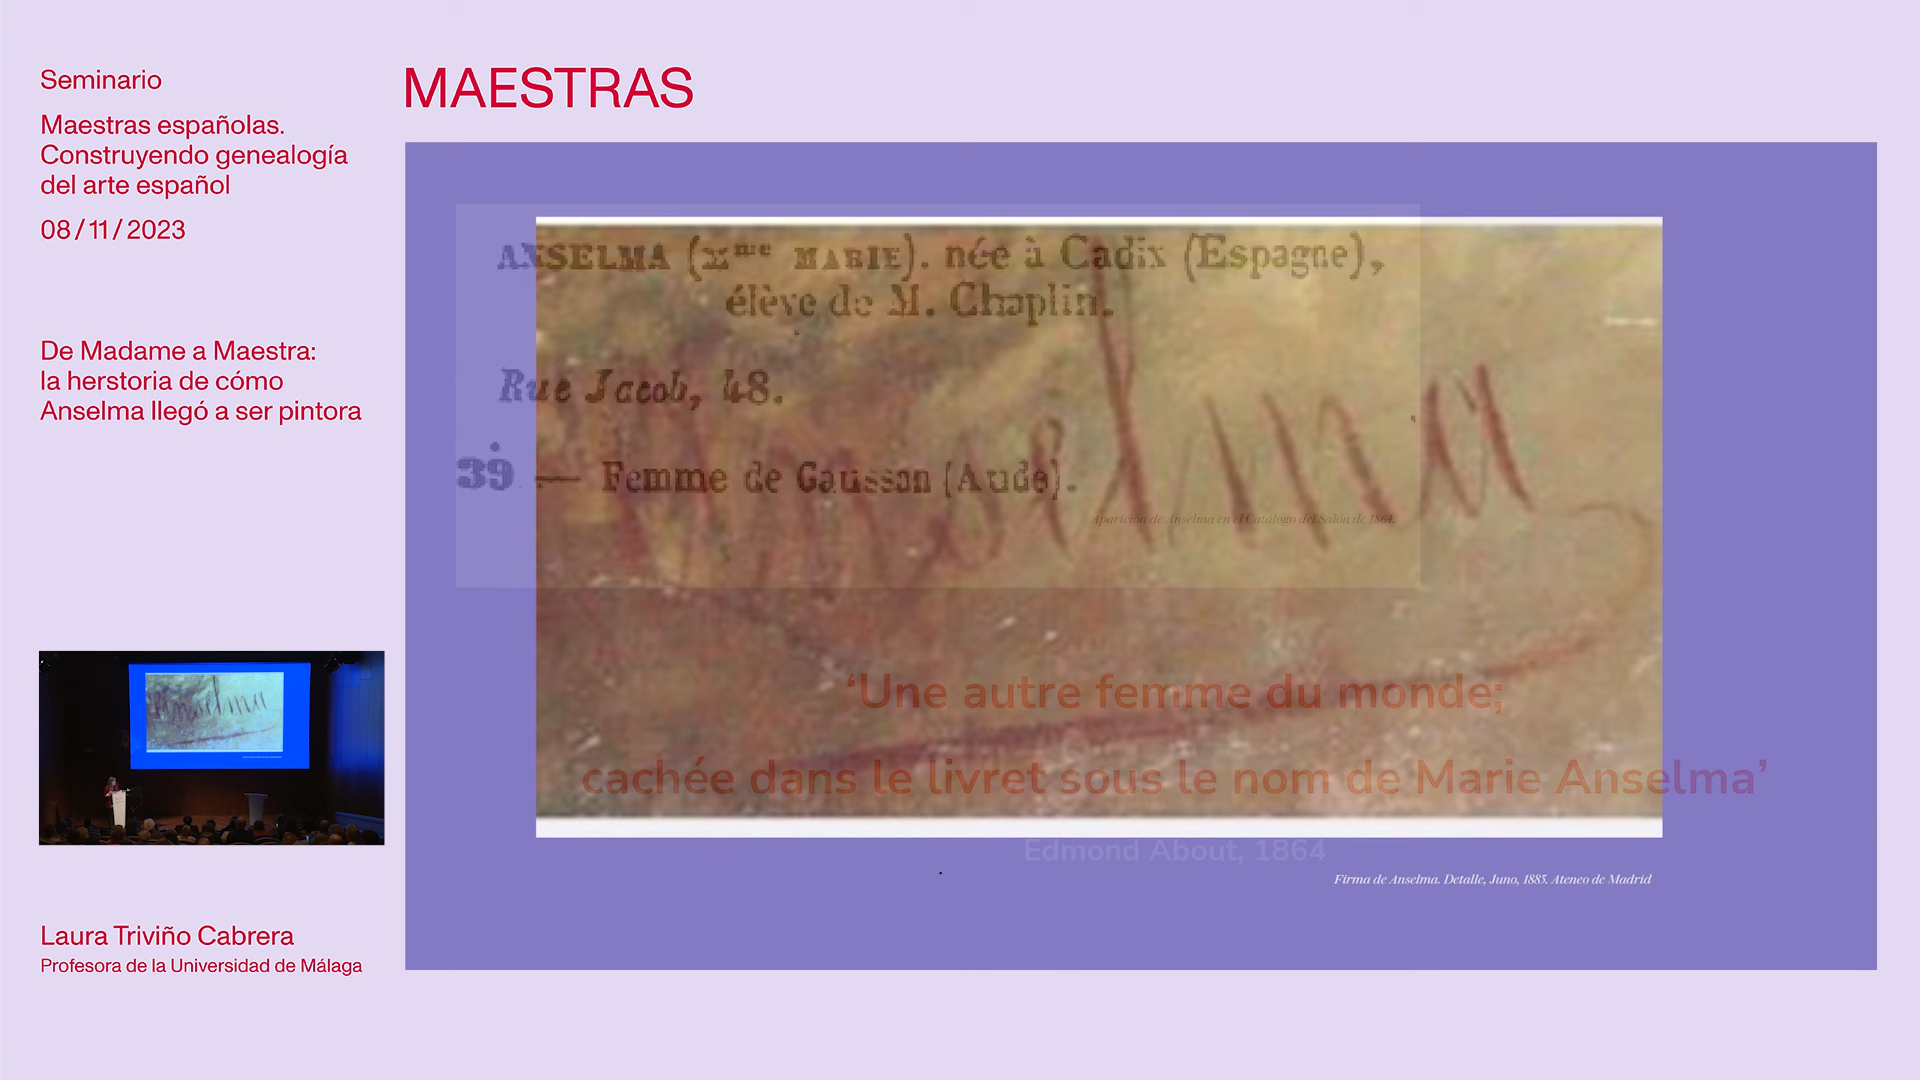 Seminario
Maestras españolas.
Construyendo genealogía
del arte español
08/11/2023
De Madame a Maestra:
la herstoria de cómo
Anselma llegó a ser pintora
Laura Triviño Cabrera
Profesora de la Universidad de Málaga
MAESTRAS
ANSELMA (Mme MARIE). née à Cadix (Espagne),
élève de M. Chaplin.
Rue Jacob, 48.
39 — Femme de Gaussan (Aude).
Aparición de Anselma en el Catálogo del Salón de 1864.
Anselma
‘Une autre femme du monde;
cachée dans le livret sous le nom de Marie Anselma’
Edmond About, 1864
Firma de Anselma. Detalle, Juno, 1885. Ateneo de Madrid